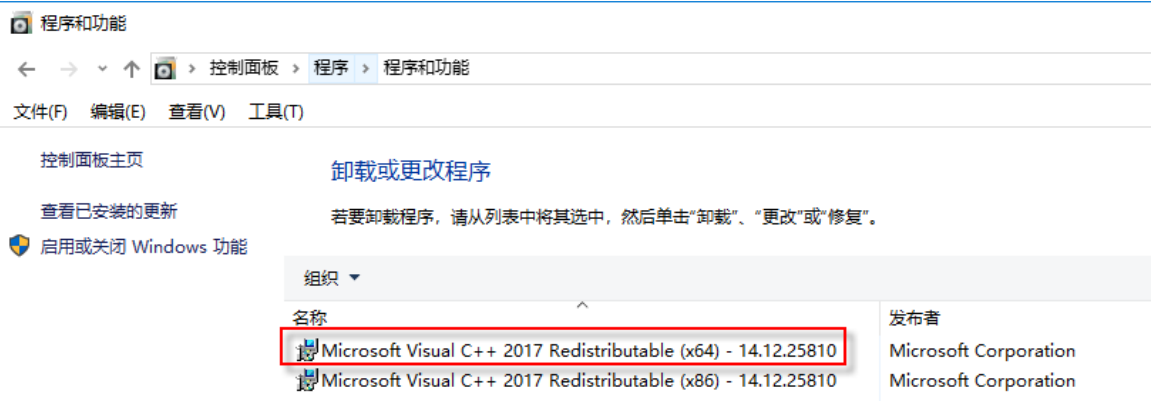 程序和功能
控制面板 › 程序 › 程序和功能
文件(F) 编辑(E) 查看(V) 工具(T)
控制面板主页
查看已安装的更新
启用或关闭 Windows 功能
卸载或更改程序
若要卸载程序，请从列表中将其选中，然后单击“卸载”、“更改”或“修复”。
组织
名称 发布者
Microsoft Visual C++ 2017 Redistributable (x64) - 14.12.25810 Microsoft Corporation
Microsoft Visual C++ 2017 Redistributable (x86) - 14.12.25810 Microsoft Corporation